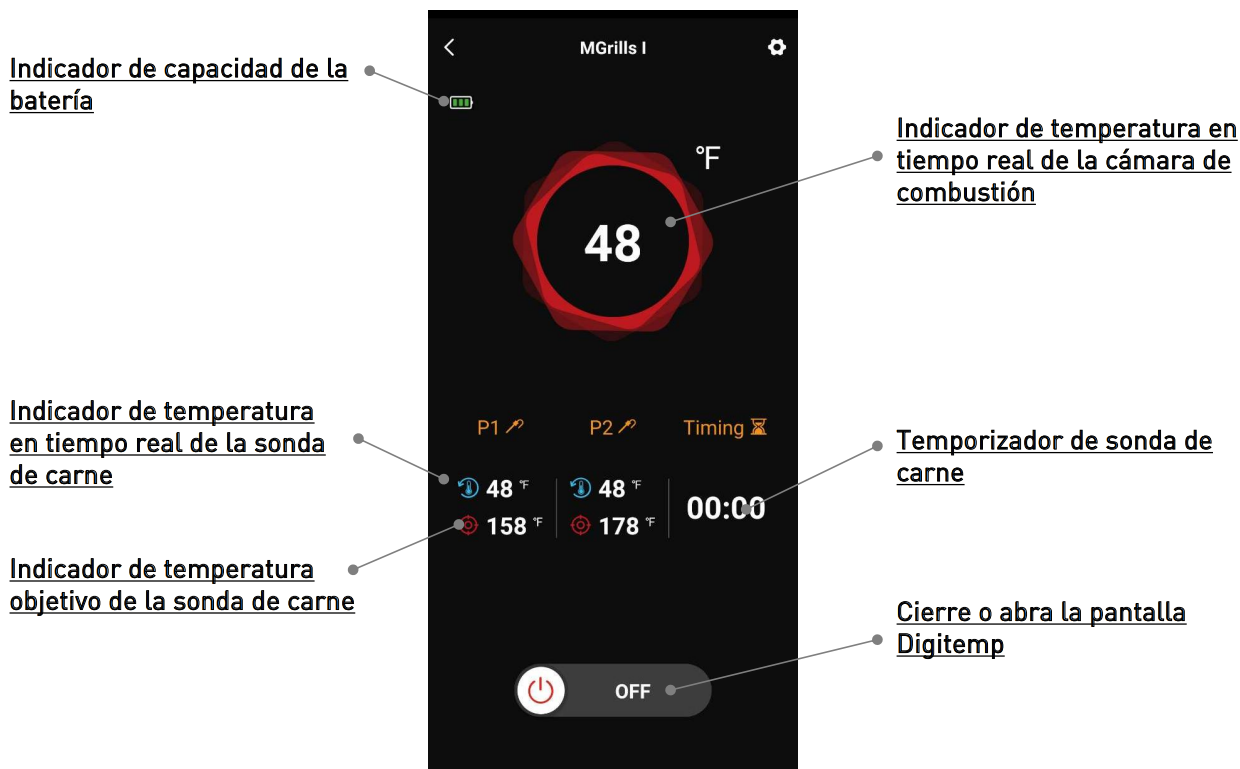 MGrills I
Indicador de capacidad de la
batería
Indicador de temperatura en
tiempo real de la cámara de
combustión
°F
48
Indicador de temperatura
en tiempo real de la sonda
de carne
P1
P2
Timing
Temporizador de sonda de
carne
48 °F
48 °F
00:00
158 °F
178 °F
Indicador de temperatura
objetivo de la sonda de carne
Cierre o abra la pantalla
Digitemp
OFF